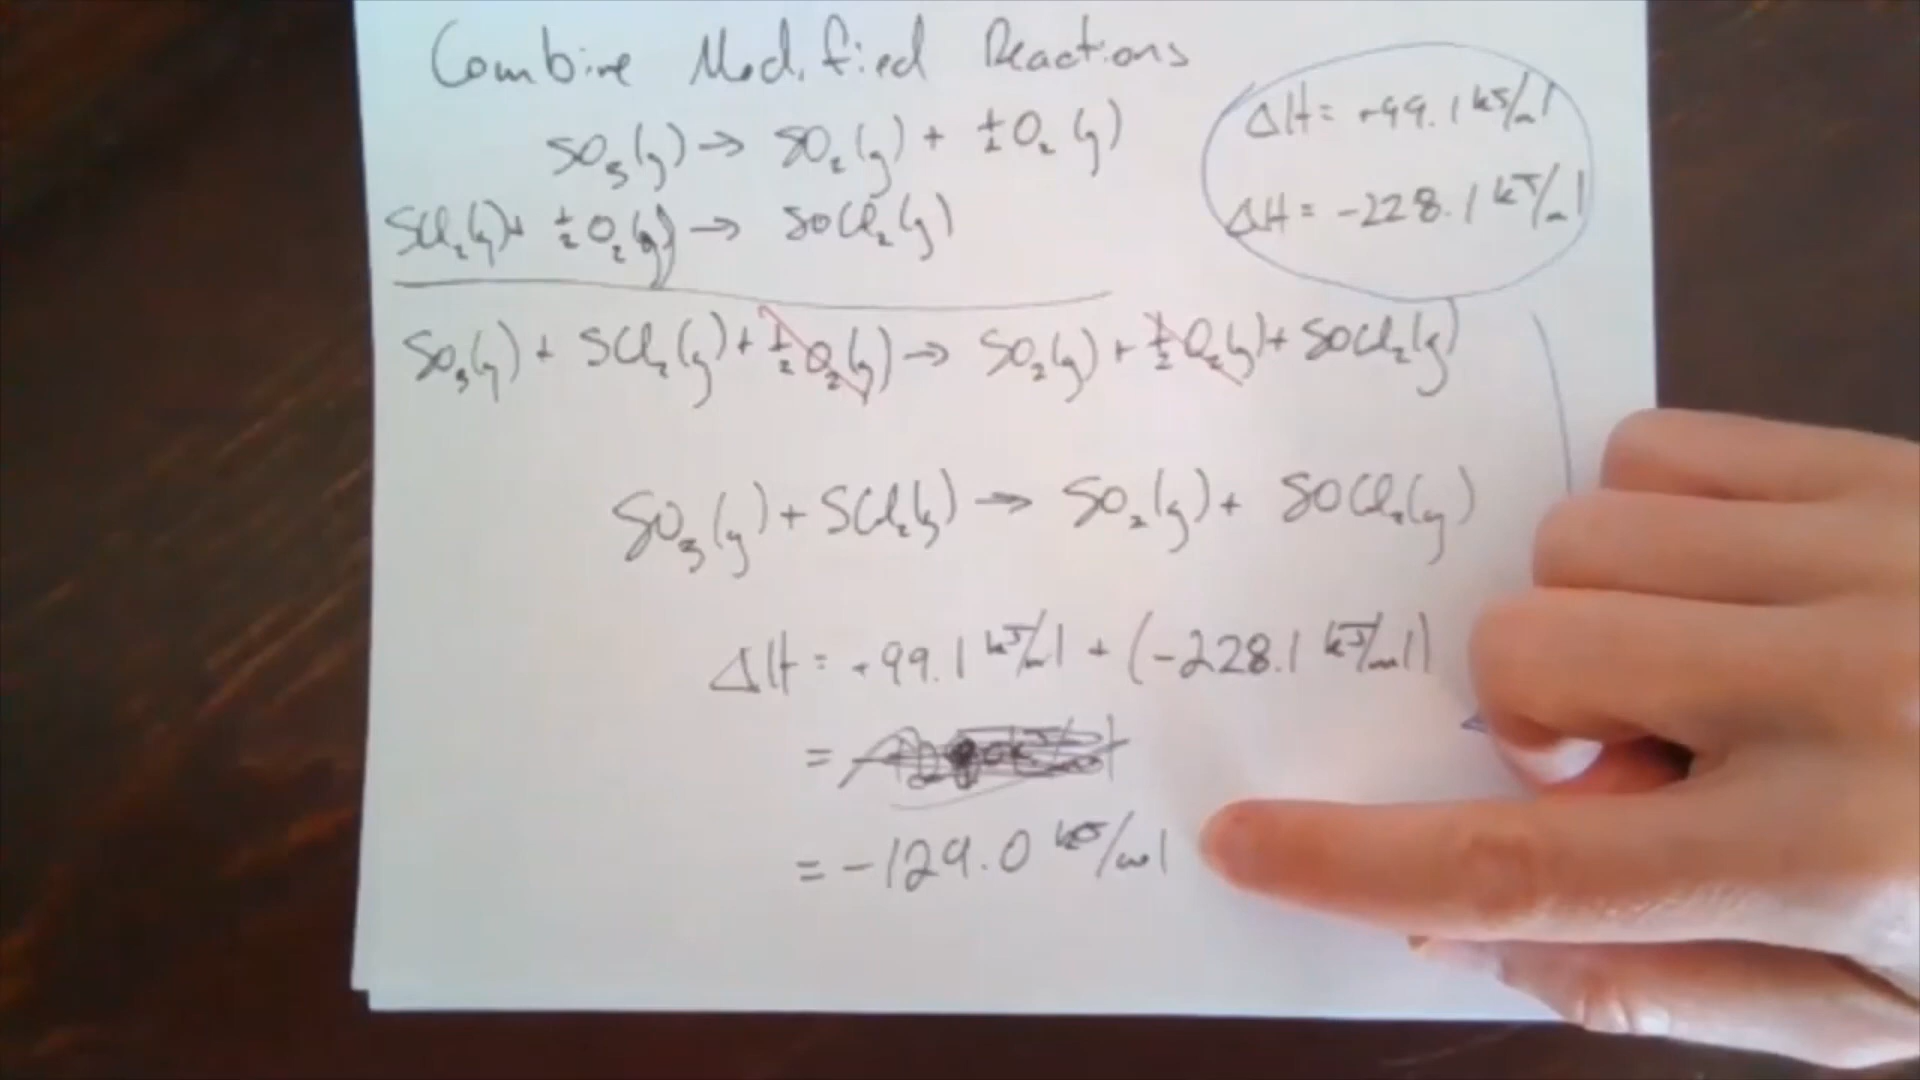 Combine Modified Reactions
SO₃(g) → SO₂(g) + ½O₂(g) ΔH = +99.1 kJ/mol
SCl₂(g) + ½O₂(g) → SOCl₂(g) ΔH = -228.1 kJ/mol
SO₃(g) + SCl₂(g) + ½O₂(g) → SO₂(g) + ½O₂(g) + SOCl₂(g)
SO₃(g) + SCl₂(g) → SO₂(g) + SOCl₂(g)
ΔH = +99.1 kJ/mol + (-228.1 kJ/mol)
=
= -129.0 kJ/mol